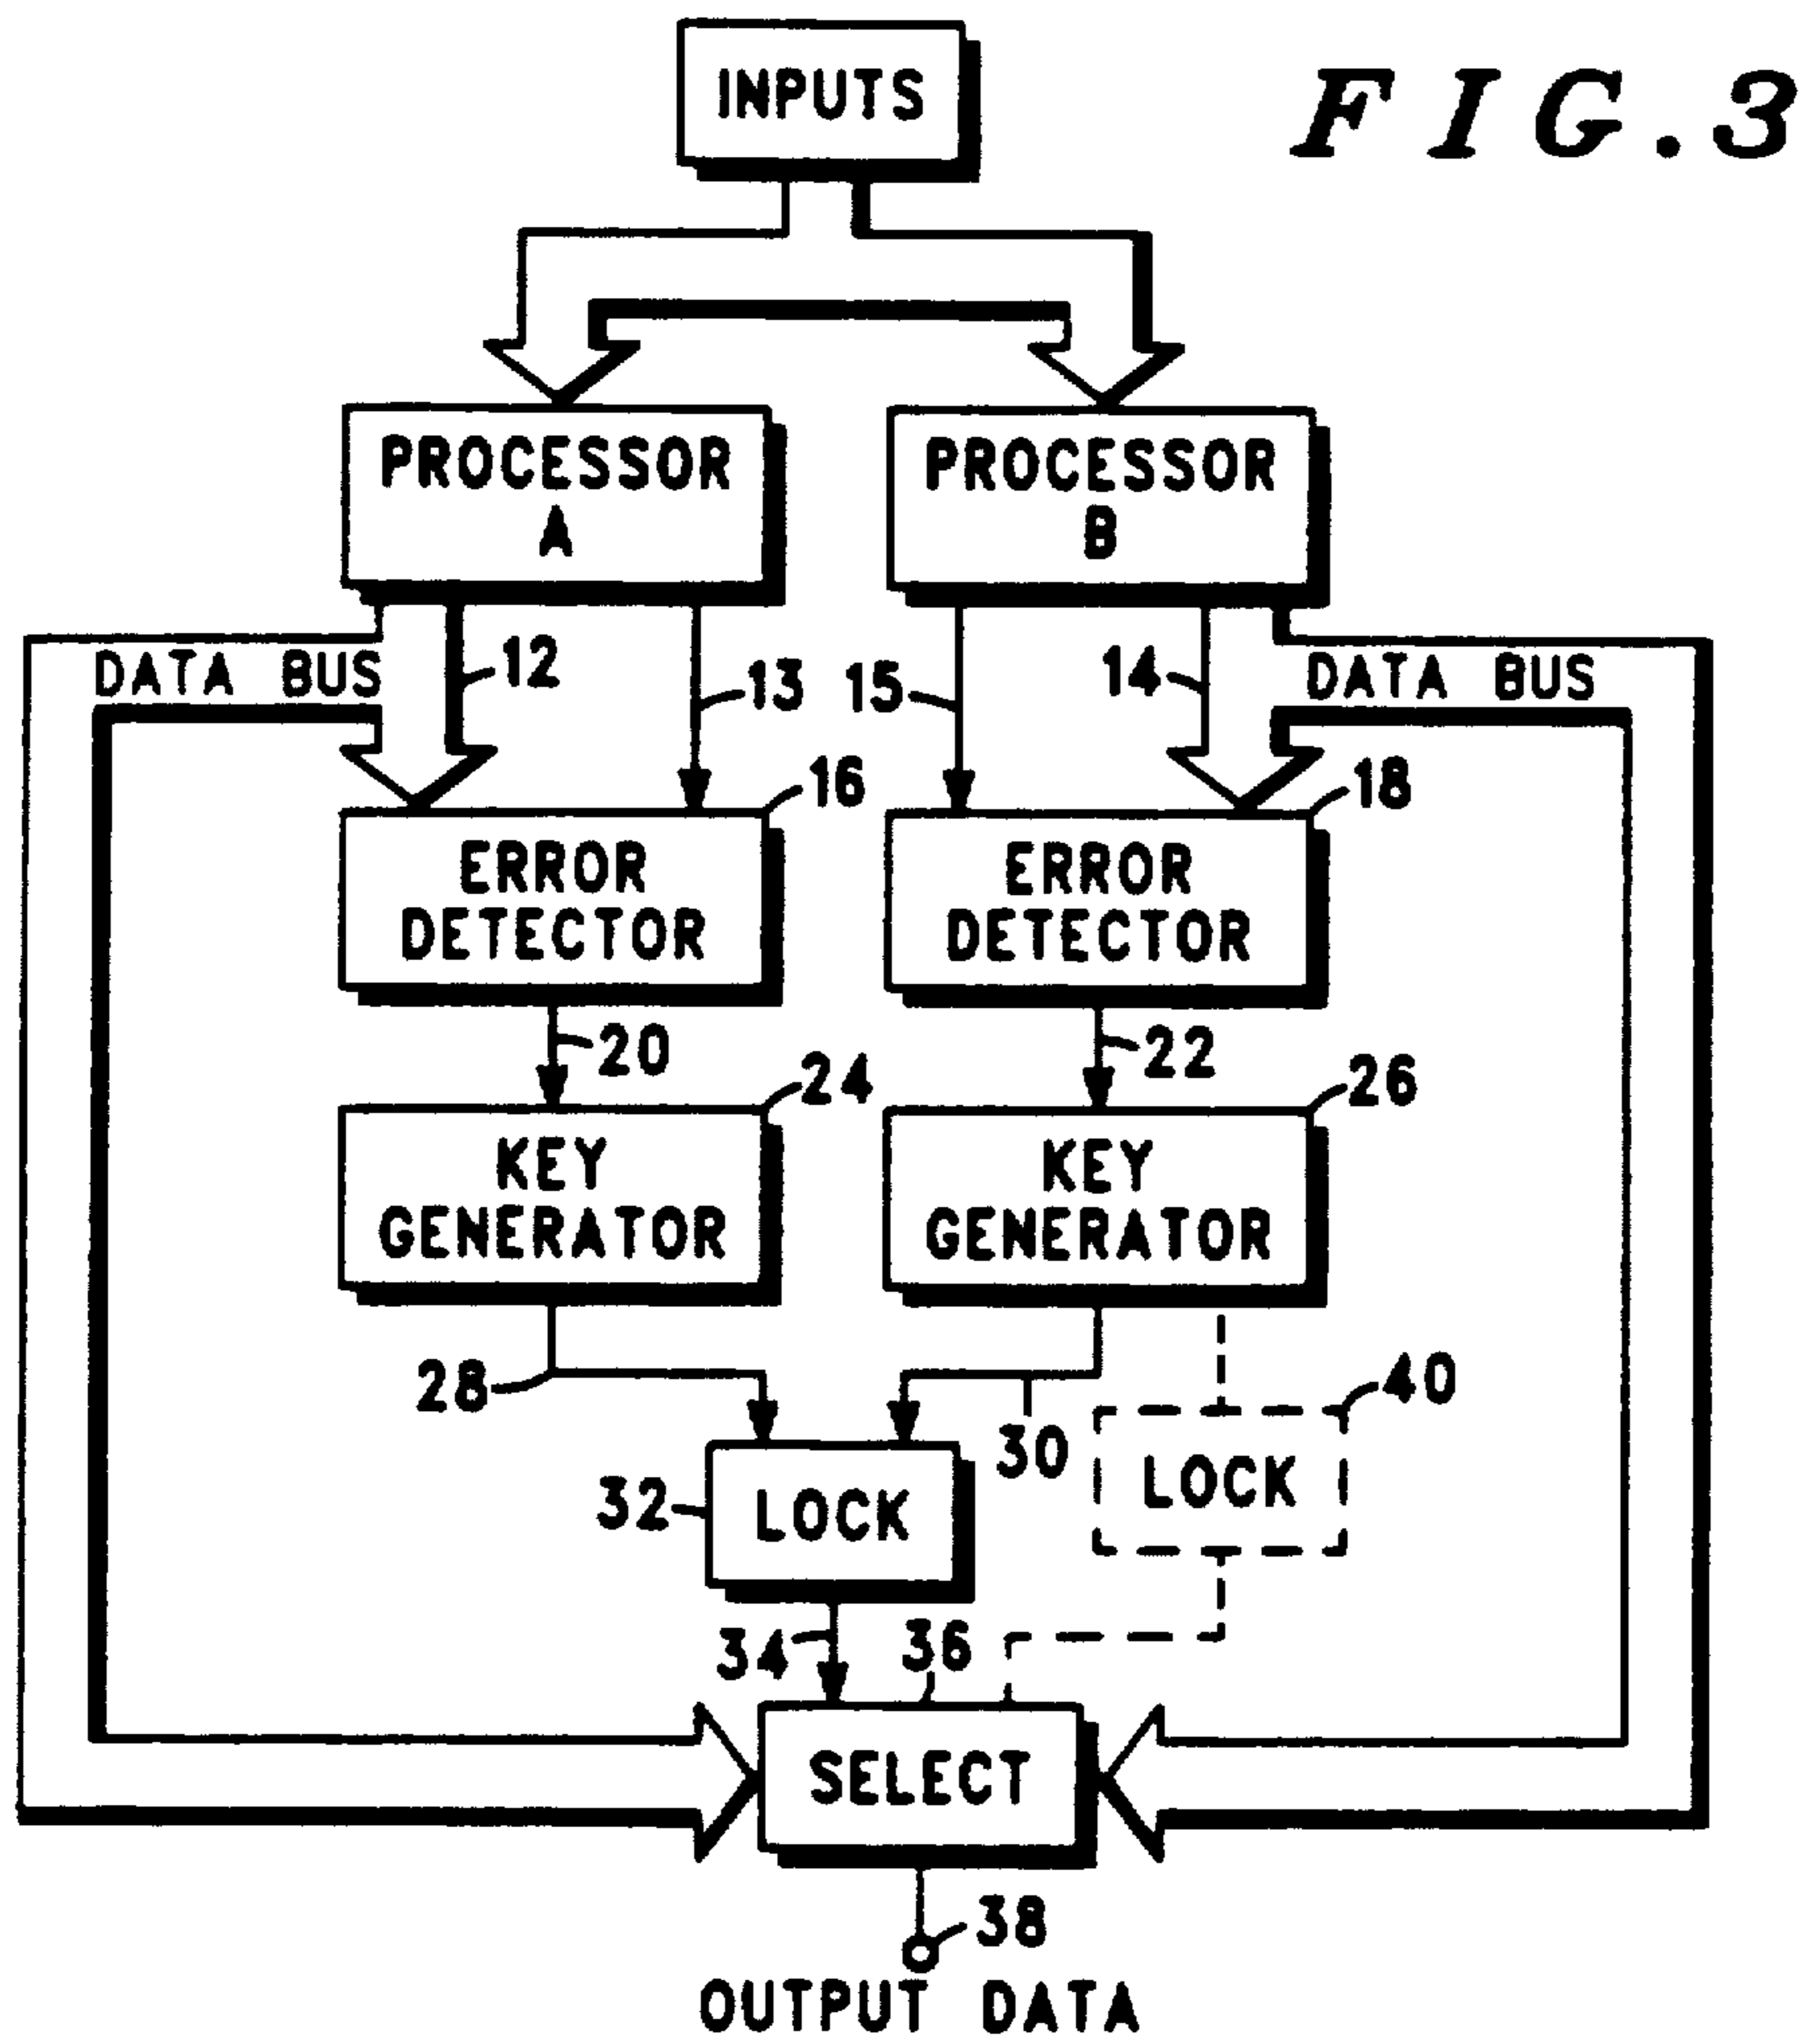 INPUTS
FIG.3
PROCESSOR
A
PROCESSOR
B
DATA BUS
12
13
15
14
DATA BUS
16
18
ERROR
DETECTOR
ERROR
DETECTOR
20
22
24
26
KEY
GENERATOR
KEY
GENERATOR
28
30
40
LOCK
32
LOCK
34
36
SELECT
38
OUTPUT DATA